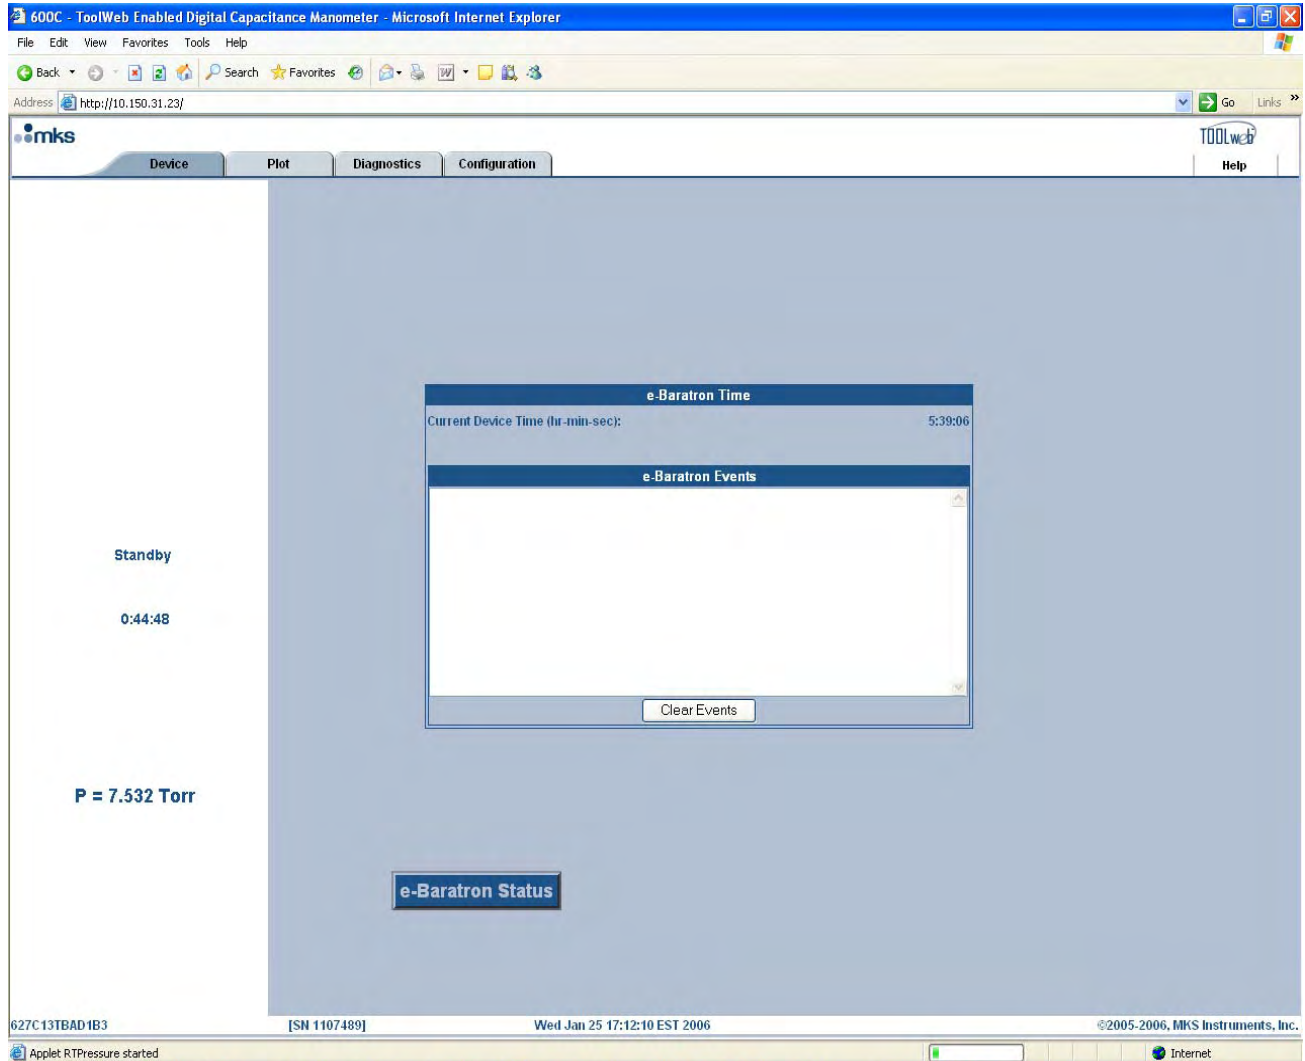 600C - ToolWeb Enabled Digital Capacitance Manometer - Microsoft Internet Explorer
File Edit View Favorites Tools Help
Back Search Favorites
Address http://10.150.31.23/ Go Links »
mks TOOLweb
Device Plot Diagnostics Configuration Help
e-Baratron Time
Current Device Time (hr-min-sec): 5:39:06
e-Baratron Events
Standby
0:44:48
Clear Events
P = 7.532 Torr
e-Baratron Status
627C13TBAD1B3 [SN 1107489] Wed Jan 25 17:12:10 EST 2006 ©2005-2006, MKS Instruments, Inc.
Applet RTPressure started Internet